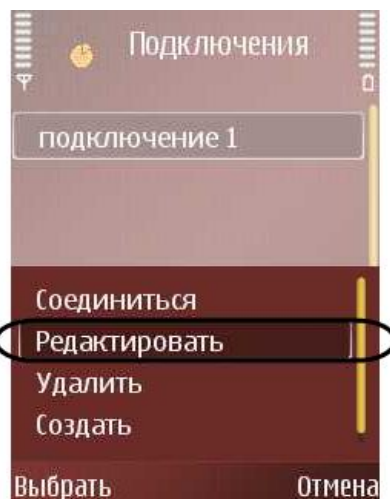 Подключения
подключение 1
Соединиться
Редактировать
Удалить
Создать
Выбрать Отмена